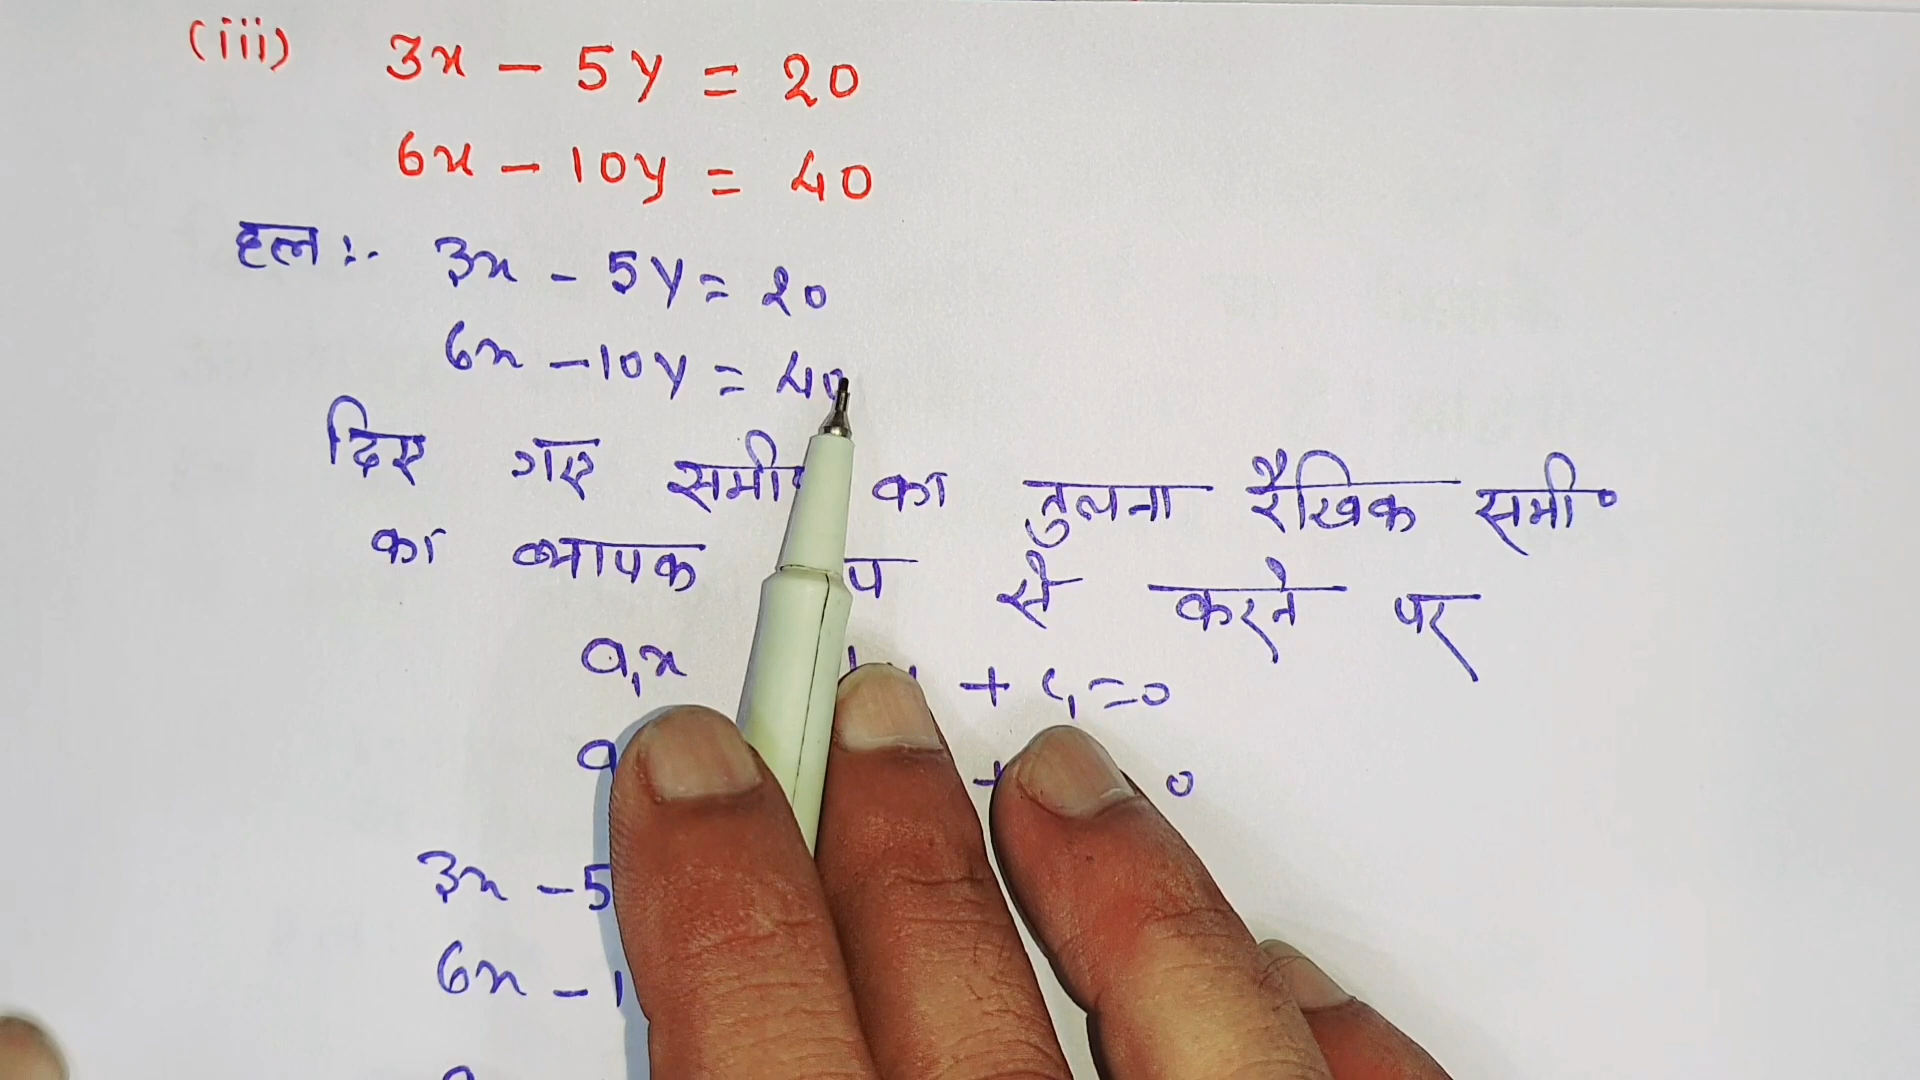 (iii) 3x - 5y = 20
6x - 10y = 40
हल :- 3x - 5y = 20
6x - 10y = 40
दिए गए का तुलना रैखिक समी॰
का व्यापक से करने पर
a₁x + c₁ = 0
0
3x - 5
6x - 1